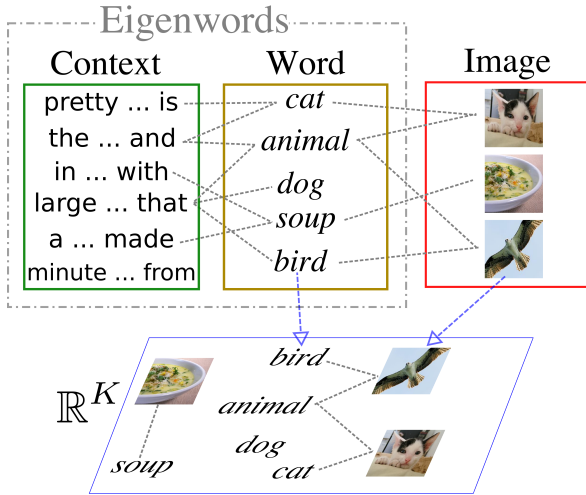 Eigenwords
Context Word Image
pretty ... is cat
the ... and animal
in ... with dog
large ... that soup
a ... made bird
minute ... from
ℝ^K
bird
animal
dog
cat
soup